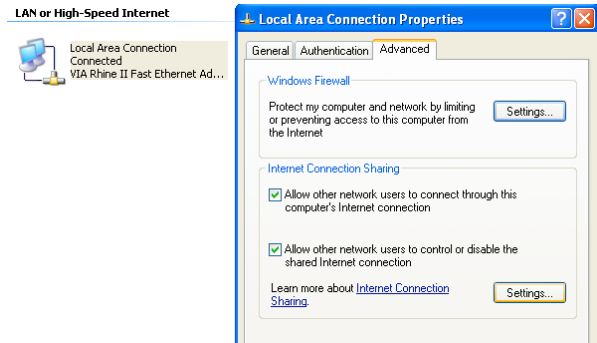 LAN or High-Speed Internet
Local Area Connection
Connected
VIA Rhine II Fast Ethernet Ad...
Local Area Connection Properties
General Authentication Advanced
Windows Firewall
Protect my computer and network by limiting
or preventing access to this computer from
the Internet
Settings...
Internet Connection Sharing
Allow other network users to connect through this
computer's Internet connection
Allow other network users to control or disable the
shared Internet connection
Learn more about Internet Connection
Sharing.
Settings...